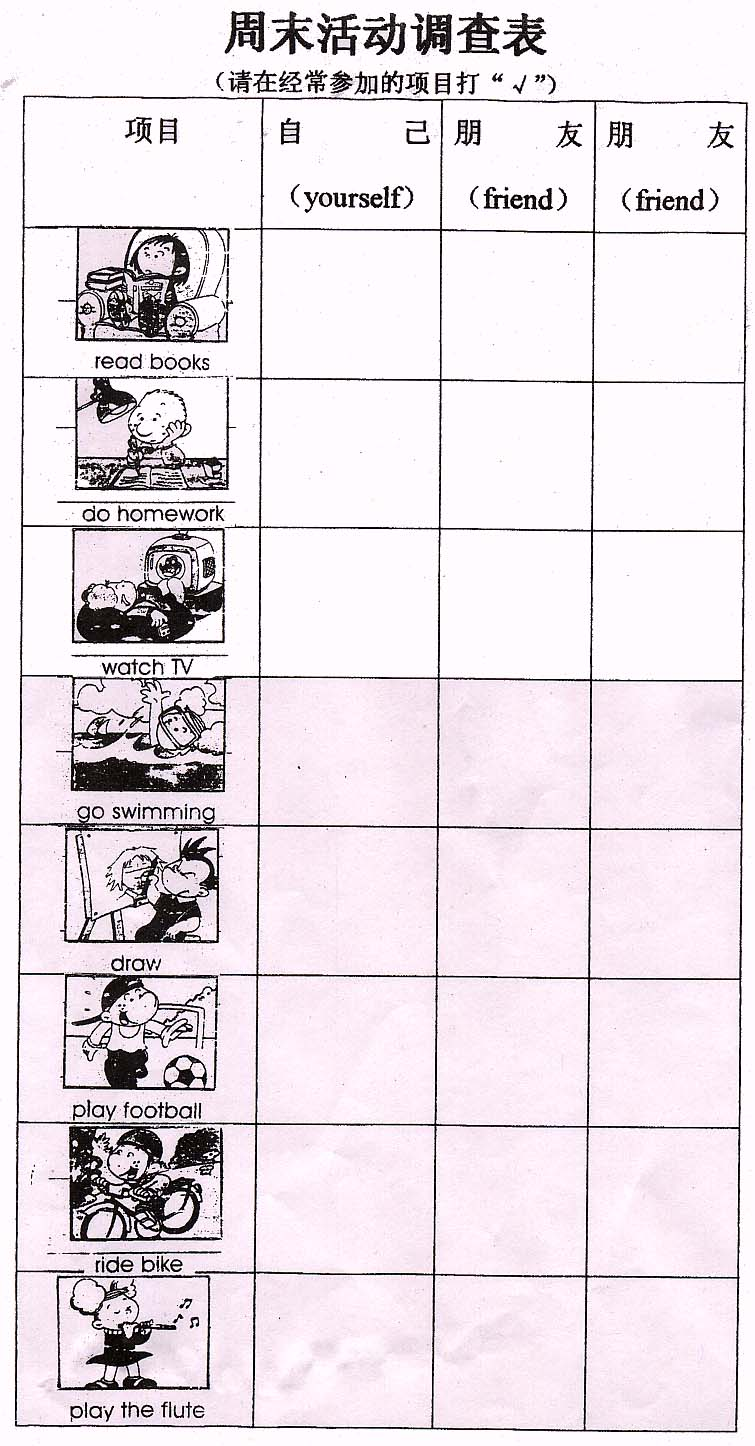 周末活动调查表
（请在经常参加的项目打“√”）
项目 自己 朋友 朋友
（yourself） （friend） （friend）
read books
do homework
watch TV
go swimming
draw
play football
ride bike
play the flute